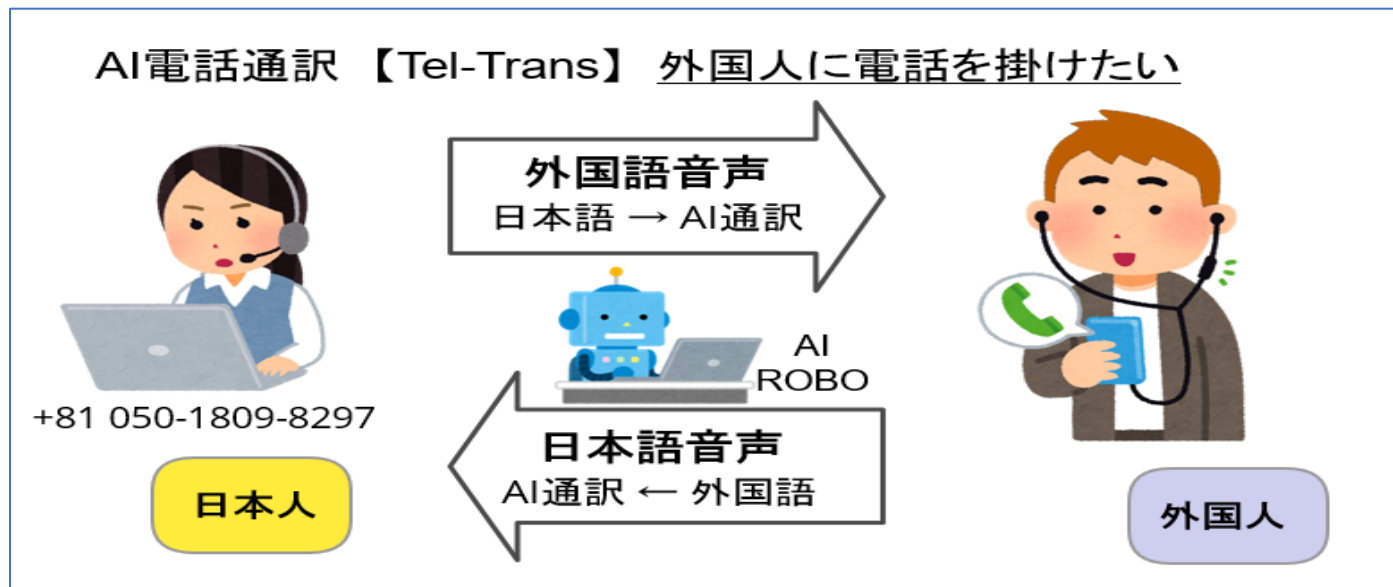 AI電話通訳 【Tel-Trans】 外国人に電話を掛けたい
外国語音声
日本語 → AI通訳
AI
ROBO
+81 050-1809-8297
日本語音声
AI通訳 ← 外国語
日本人
外国人